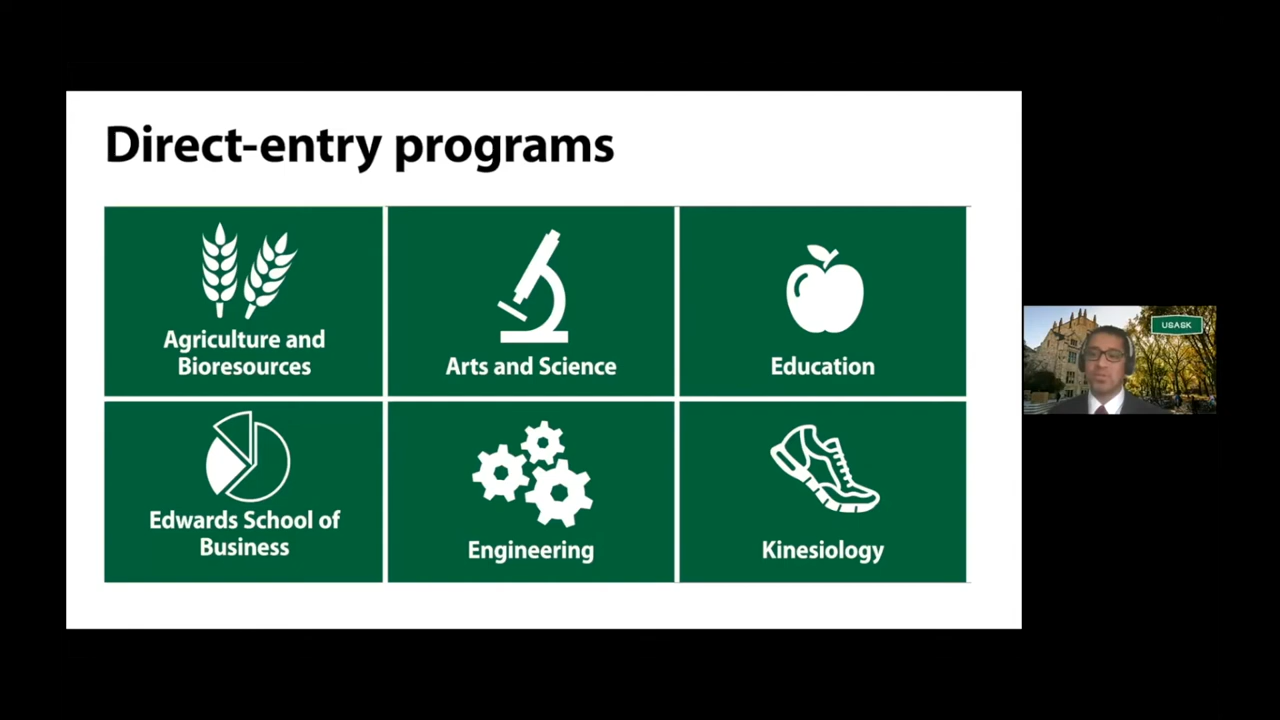 Direct-entry programs
Agriculture and
Bioresources
Arts and Science
Education
Edwards School of
Business
Engineering
Kinesiology
USASK